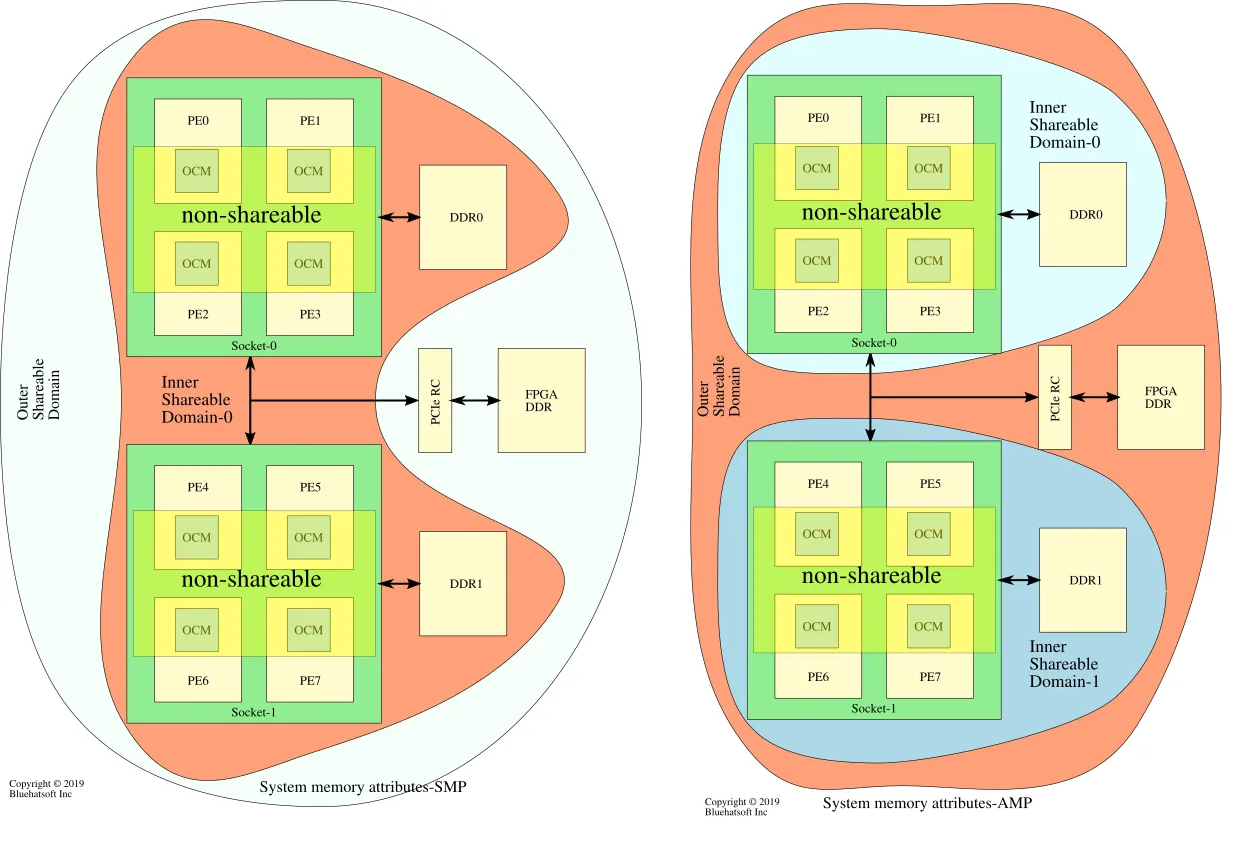 PE0
PE1
OCM
OCM
non-shareable
DDR0
OCM
OCM
PE2
PE3
Socket-0
Outer
Shareable
Domain
Inner
Shareable
Domain-0
PCIe RC
FPGA
DDR
PE4
PE5
OCM
OCM
non-shareable
DDR1
OCM
OCM
PE6
PE7
Socket-1
Copyright © 2019
Bluehatsoft Inc
System memory attributes-SMP
PE0
PE1
Inner
Shareable
Domain-0
OCM
OCM
non-shareable
DDR0
OCM
OCM
PE2
PE3
Socket-0
Outer
Shareable
Domain
PCIe RC
FPGA
DDR
PE4
PE5
OCM
OCM
non-shareable
DDR1
OCM
OCM
Inner
Shareable
Domain-1
PE6
PE7
Socket-1
Copyright © 2019
Bluehatsoft Inc
System memory attributes-AMP